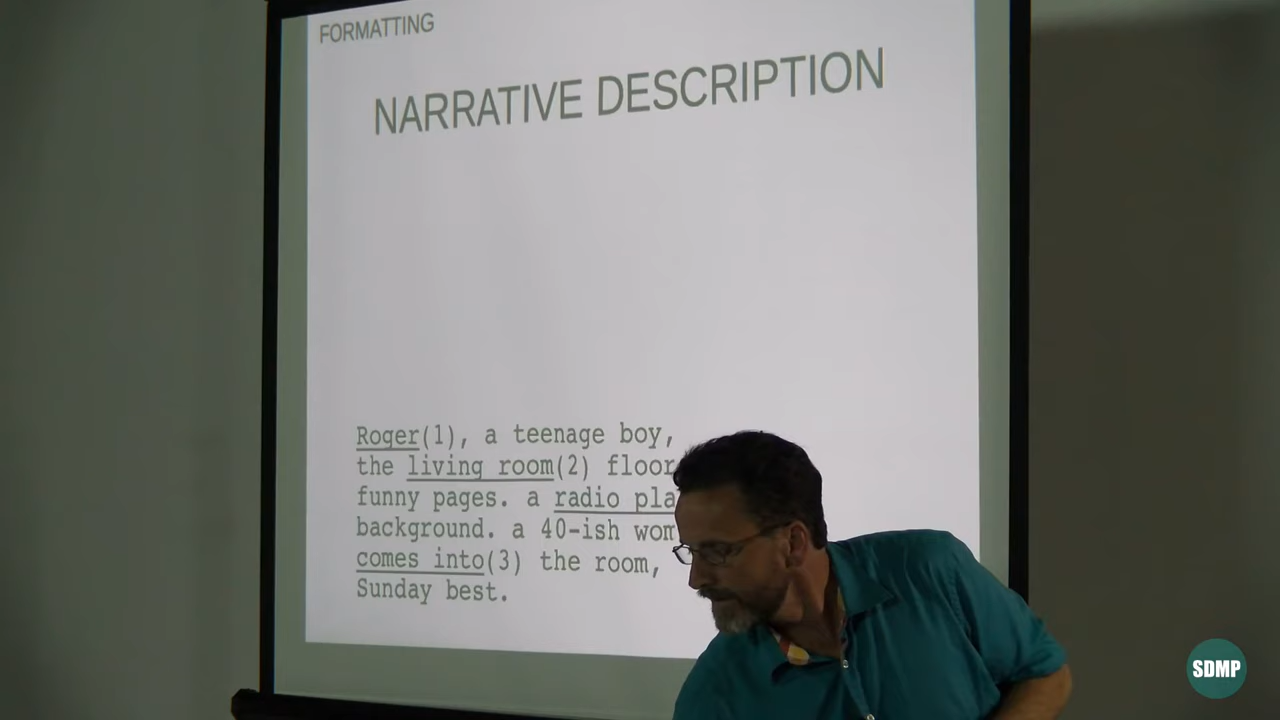 FORMATTING
NARRATIVE DESCRIPTION
Roger(1), a teenage boy,
the living room(2) floor
funny pages. a radio pla
background. a 40-ish wom
comes into(3) the room,
Sunday best.
SDMP